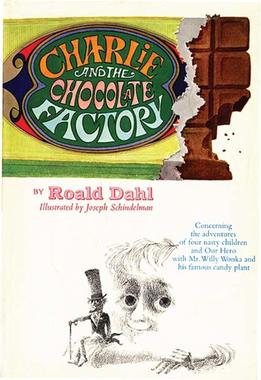 CHARLIE
AND THE
CHOCOLATE
FACTORY
BY Roald Dahl
Illustrated by Joseph Schindelman
Concerning
the adventures
of four nasty children
and Our Hero
with Mr. Willy Wonka and
his famous candy plant